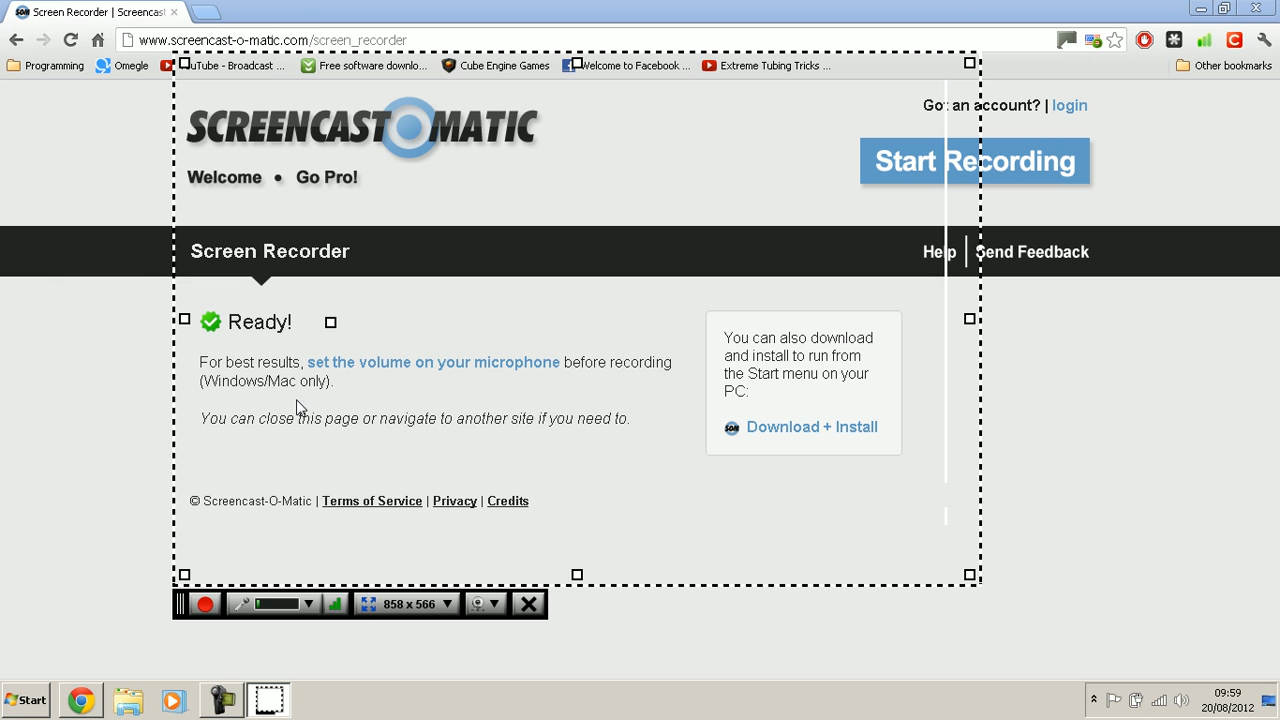 Screen Recorder | Screencast
www.screencast-o-matic.com/screen_recorder
Programming
Omegle
YouTube - Broadcast ...
Free software downlo...
Cube Engine Games
Welcome to Facebook ...
Extreme Tubing Tricks ...
Other bookmarks
SCREENCAST O MATIC
Got an account? | login
Start Recording
Welcome • Go Pro!
Screen Recorder
Help | Send Feedback
Ready!
For best results, set the volume on your microphone before recording
(Windows/Mac only).
You can close this page or navigate to another site if you need to.
You can also download
and install to run from
the Start menu on your
PC:
SOM Download + Install
© Screencast-O-Matic | Terms of Service | Privacy | Credits
858 x 566
Start
09:59
20/08/2012